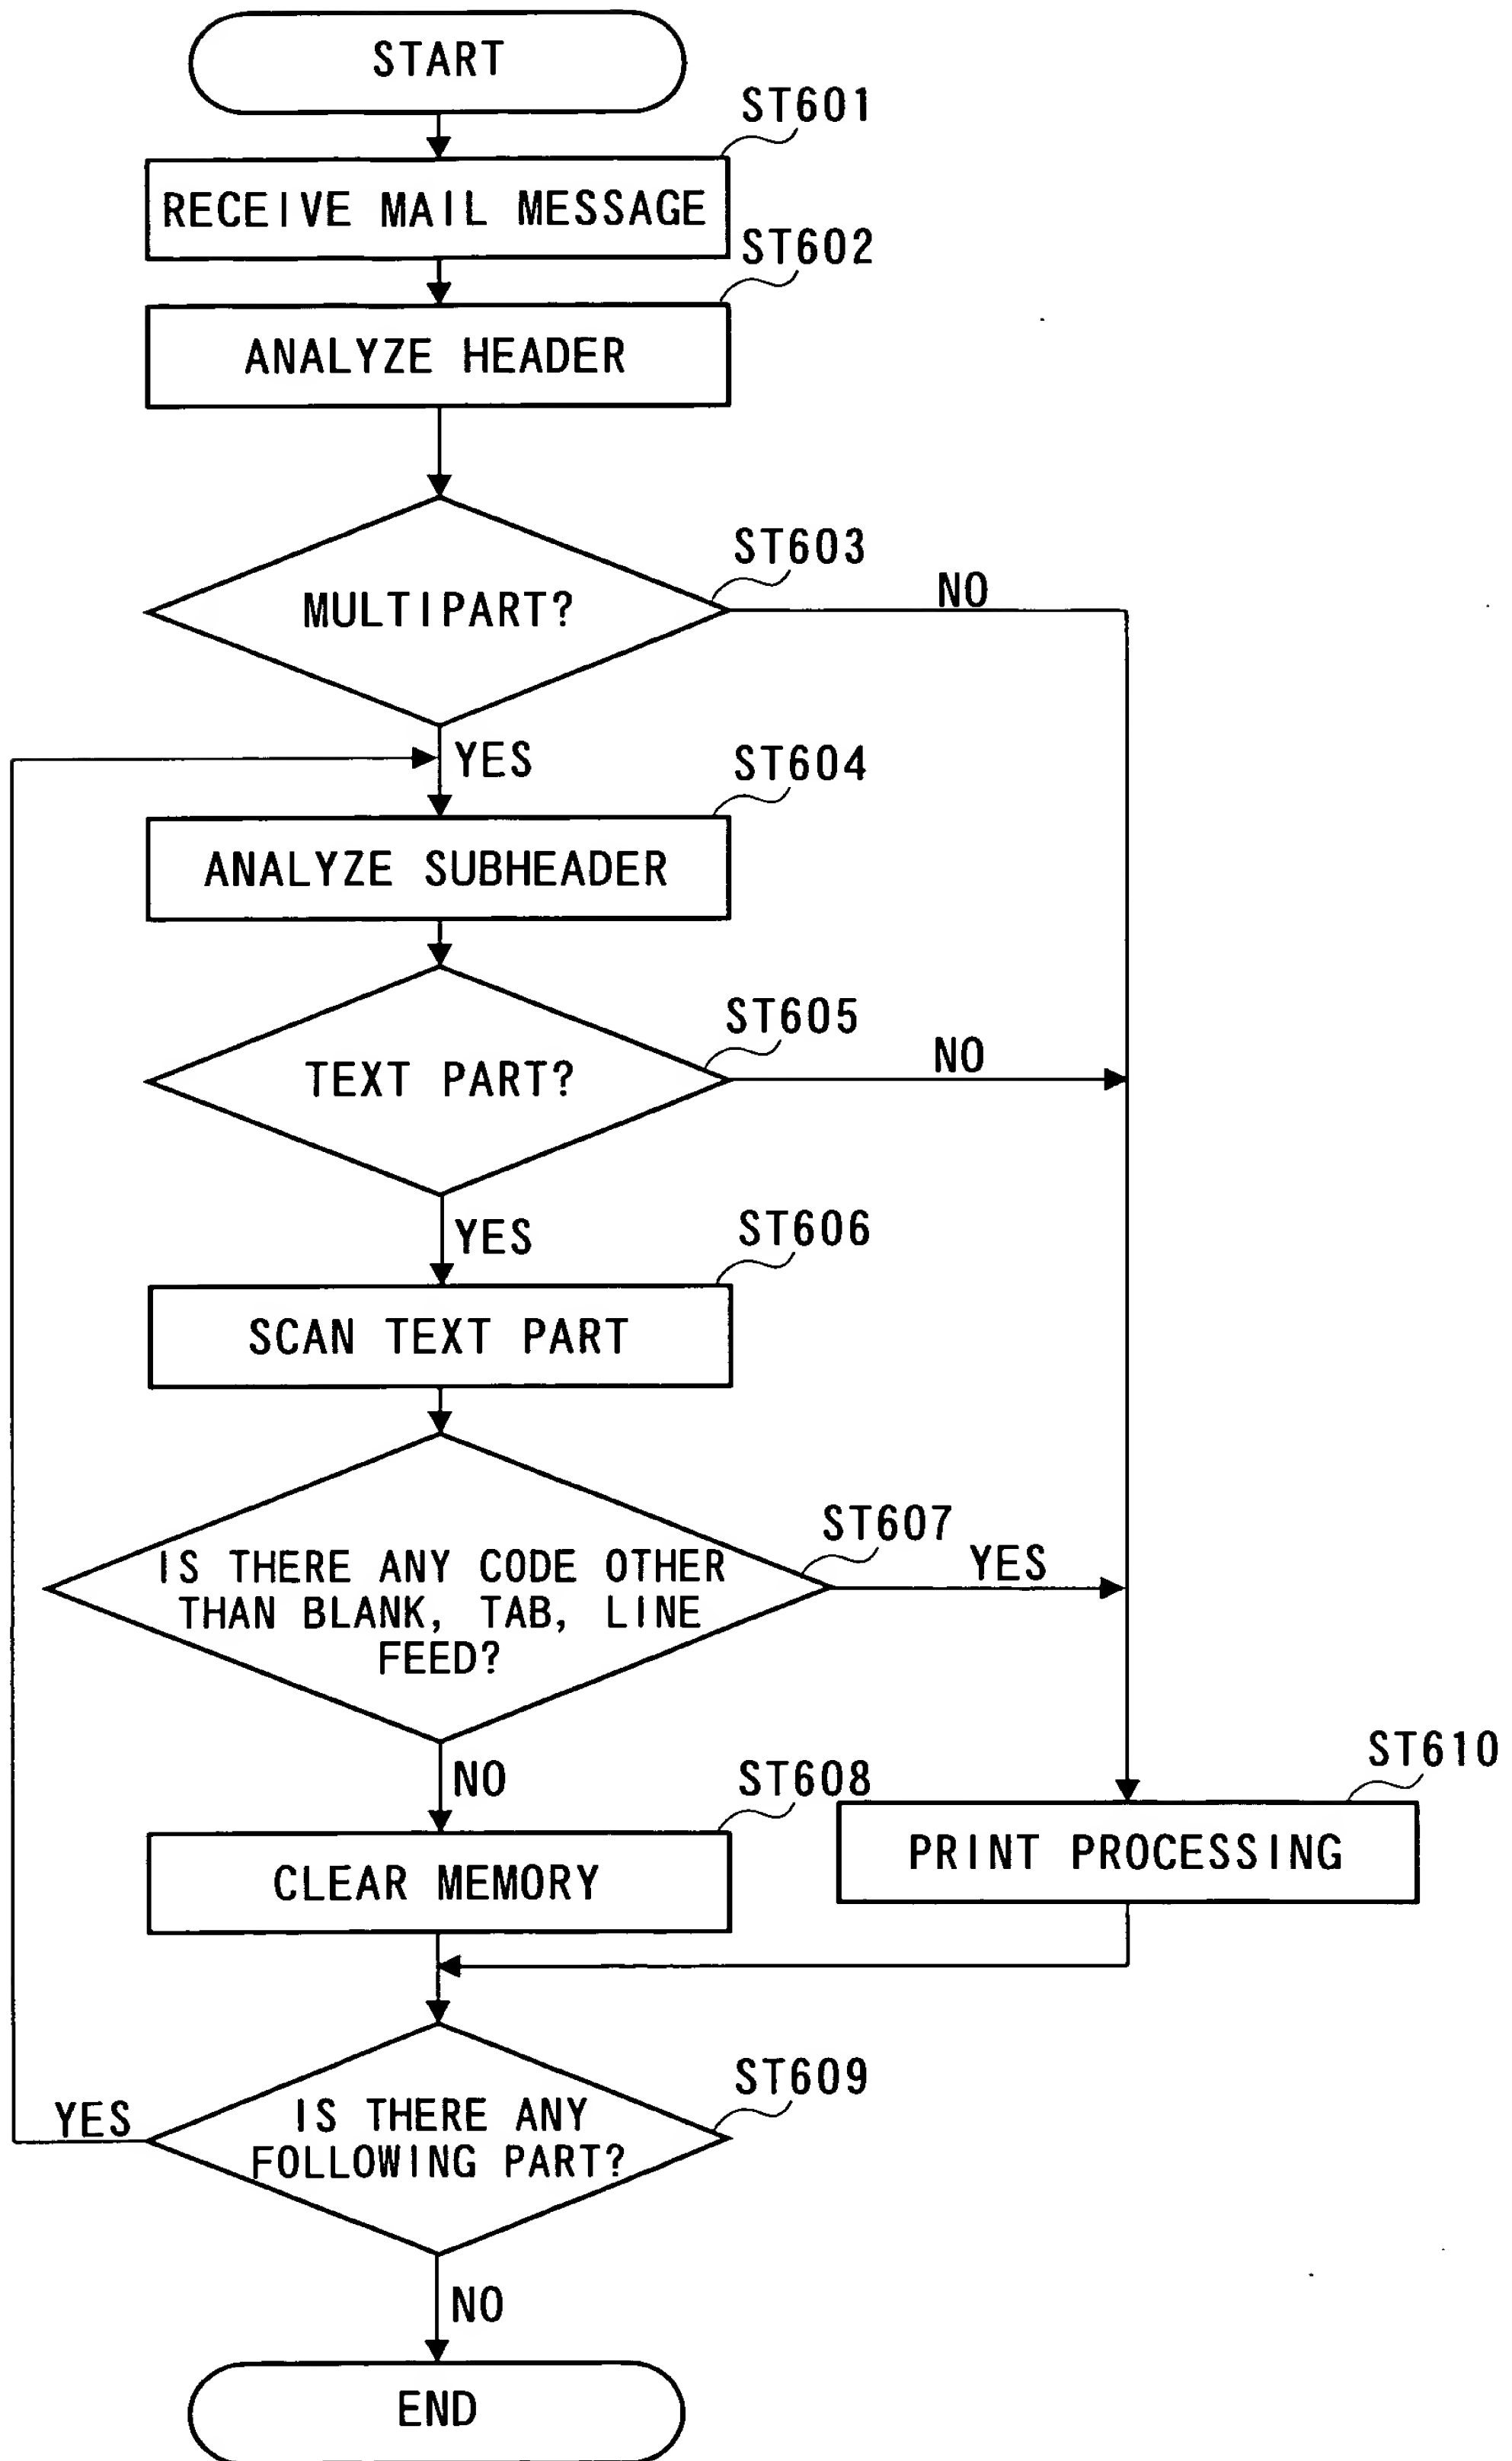 START
ST601
RECEIVE MAIL MESSAGE
ST602
ANALYZE HEADER
ST603
NO
MULTIPART?
YES
ST604
ANALYZE SUBHEADER
ST605
NO
TEXT PART?
YES
ST606
SCAN TEXT PART
ST607
YES
IS THERE ANY CODE OTHER
THAN BLANK, TAB, LINE
FEED?
NO
ST608
ST610
CLEAR MEMORY
PRINT PROCESSING
ST609
YES
IS THERE ANY
FOLLOWING PART?
NO
END